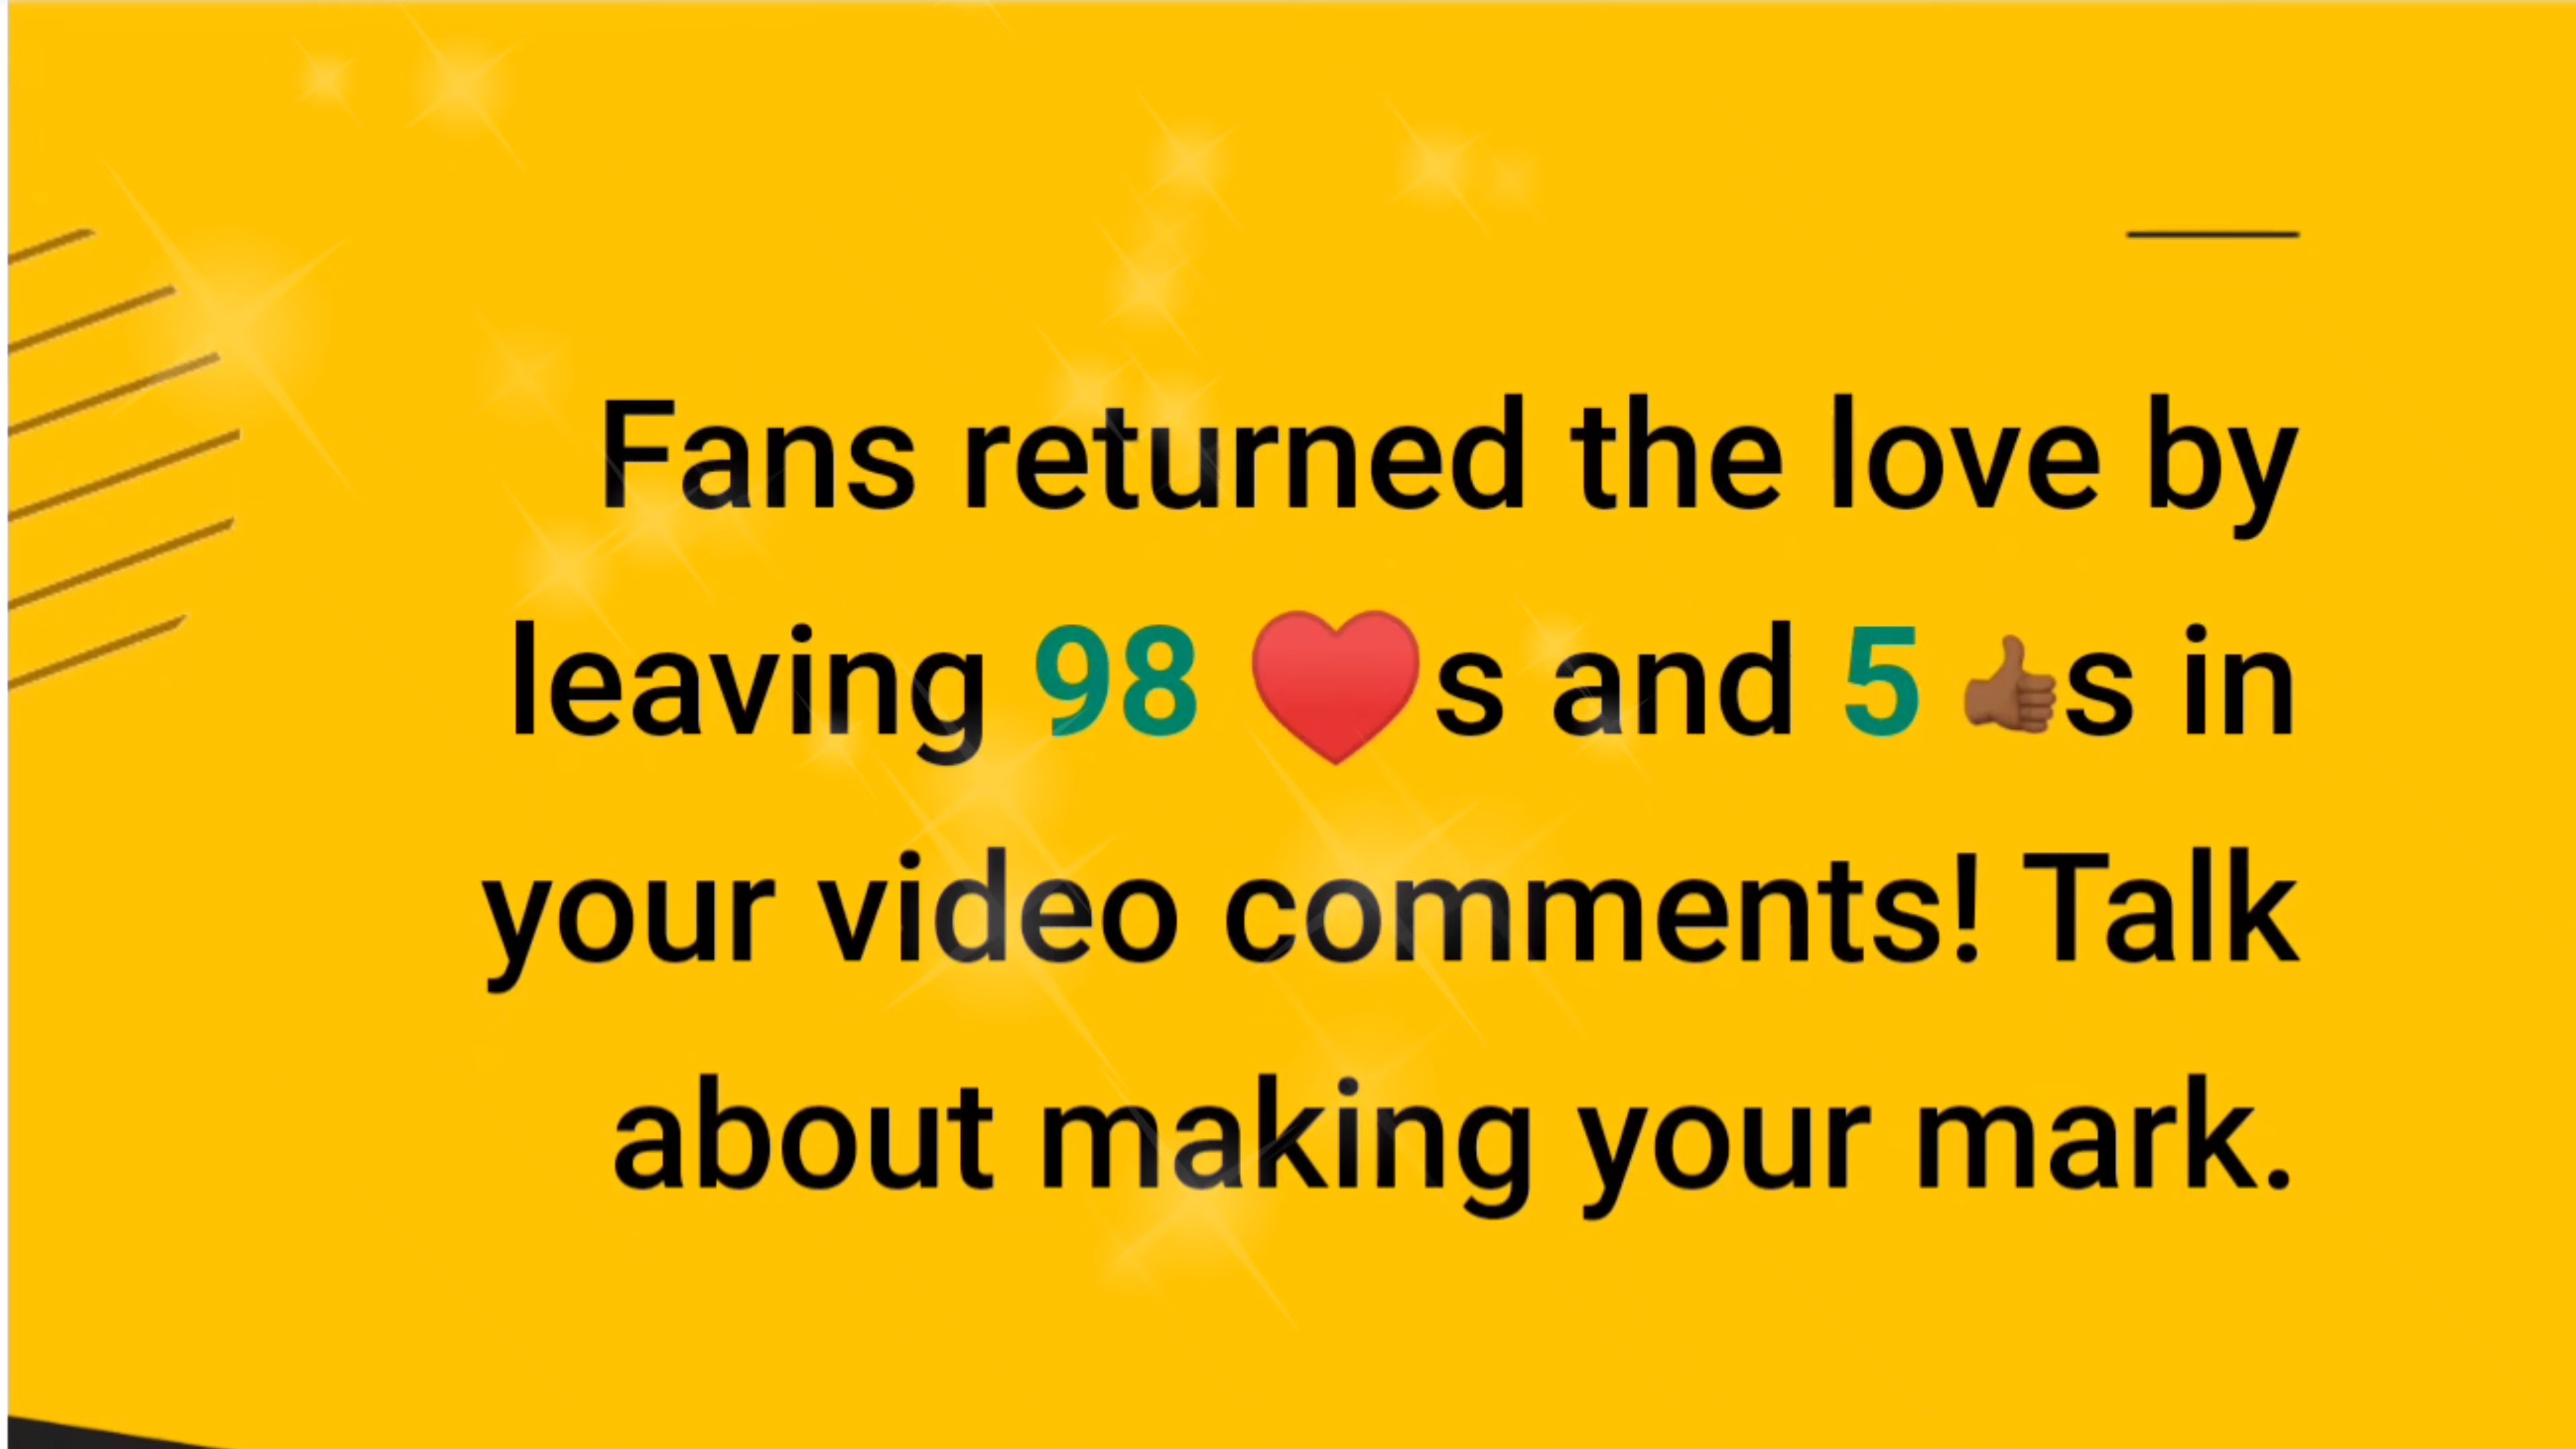 Fans returned the love by
leaving 98 ❤️s and 5 👍🏾s in
your video comments! Talk
about making your mark.